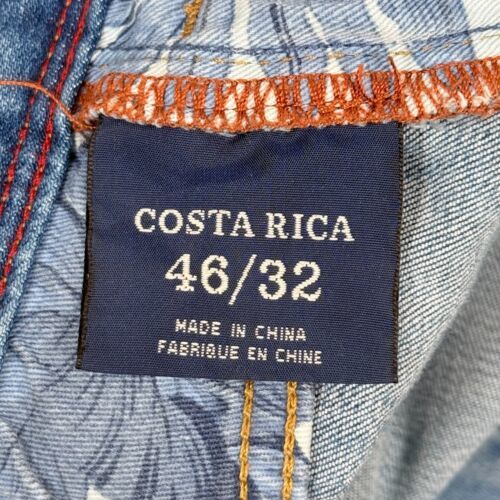 COSTA RICA
46/32
MADE IN CHINA
FABRIQUE EN CHINE